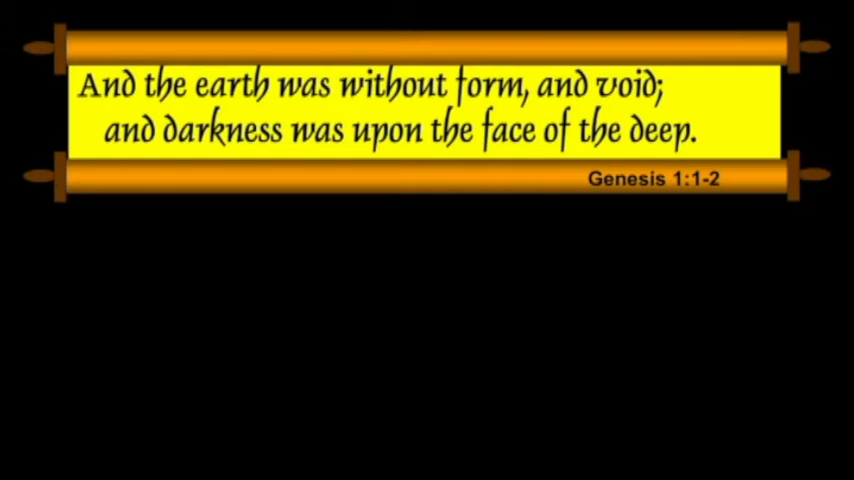 And the earth was without form, and void;
and darkness was upon the face of the deep.
Genesis 1:1-2